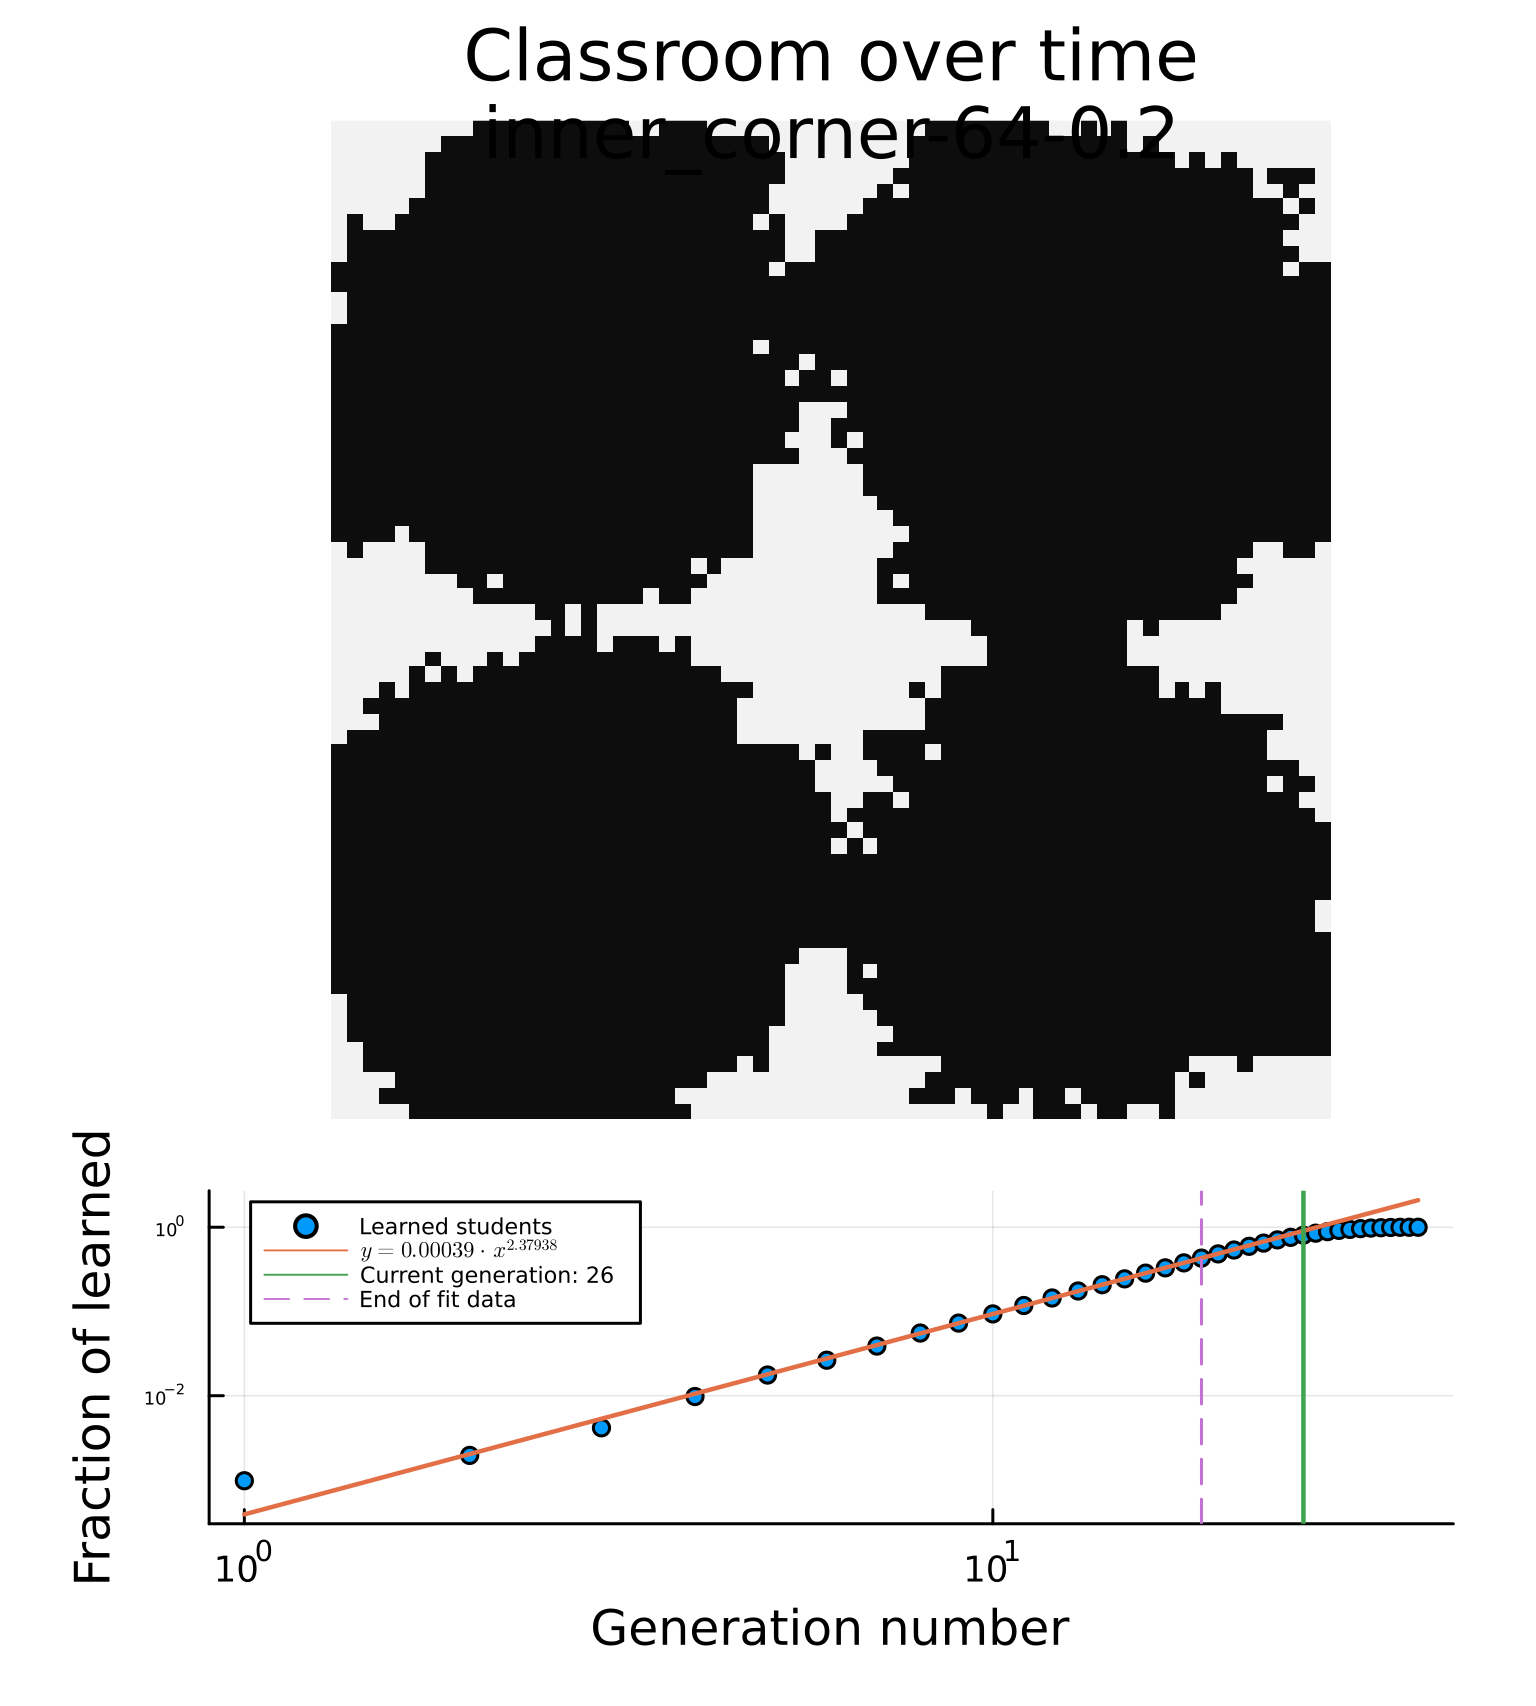 Classroom over time
inner_corner-64-0.2
Fraction of learned
10⁰
10⁻²
Learned students
y = 0.00039 · x^2.37938
Current generation: 26
End of fit data
10⁰
10¹
Generation number